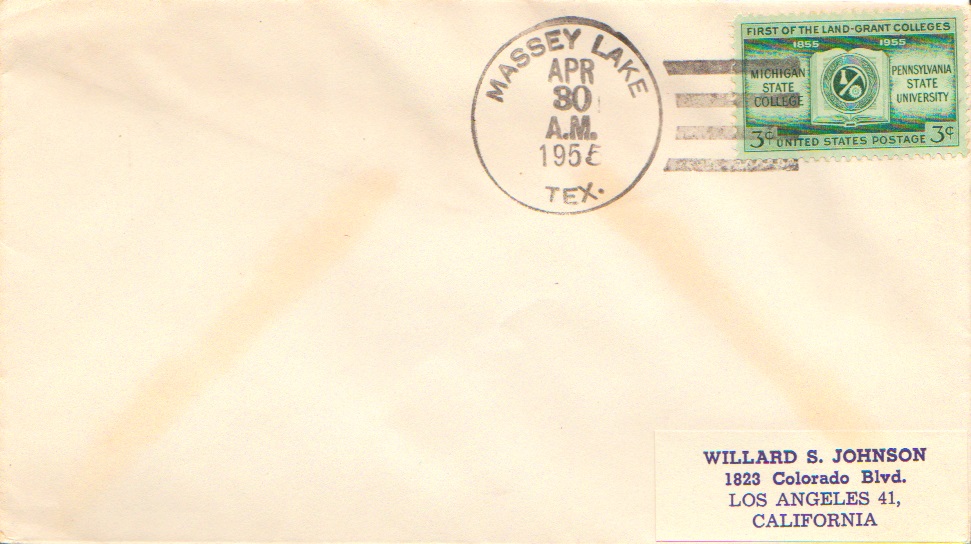 MASSEY LAKE
APR
30
A.M.
TEX.
FIRST OF THE LAND-GRANT COLLEGES
1855 1955
MICHIGAN
STATE
COLLEGE
PENNSYLVANIA
STATE
UNIVERSITY
3¢ UNITED STATES POSTAGE 3¢
WILLARD S. JOHNSON
1823 Colorado Blvd.
LOS ANGELES 41,
CALIFORNIA